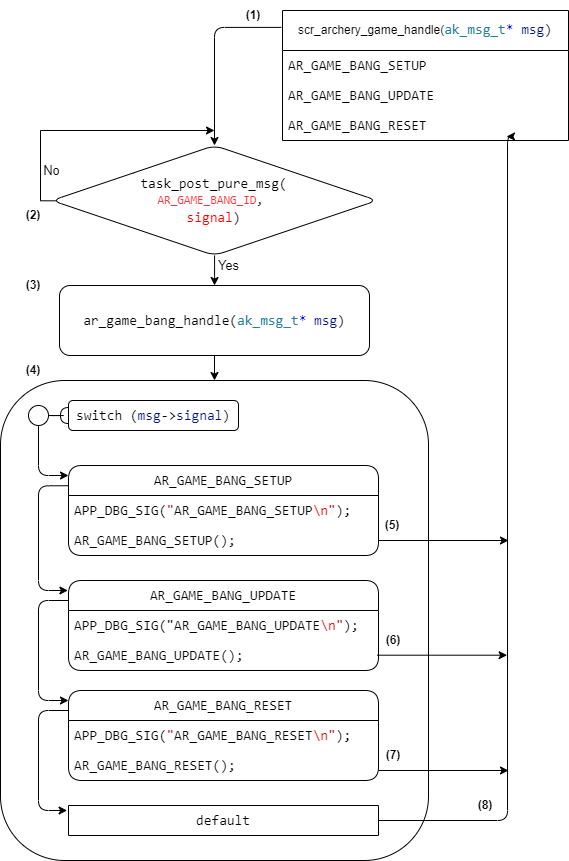 (1)
scr_archery_game_handle(ak_msg_t* msg)
AR_GAME_BANG_SETUP
AR_GAME_BANG_UPDATE
AR_GAME_BANG_RESET
No
task_post_pure_msg(
AR_GAME_BANG_ID,
signal)
(2)
Yes
(3)
ar_game_bang_handle(ak_msg_t* msg)
(4)
switch (msg->signal)
AR_GAME_BANG_SETUP
APP_DBG_SIG("AR_GAME_BANG_SETUP\n");
AR_GAME_BANG_SETUP();
(5)
AR_GAME_BANG_UPDATE
APP_DBG_SIG("AR_GAME_BANG_UPDATE\n");
AR_GAME_BANG_UPDATE();
(6)
AR_GAME_BANG_RESET
APP_DBG_SIG("AR_GAME_BANG_RESET\n");
AR_GAME_BANG_RESET();
(7)
default
(8)